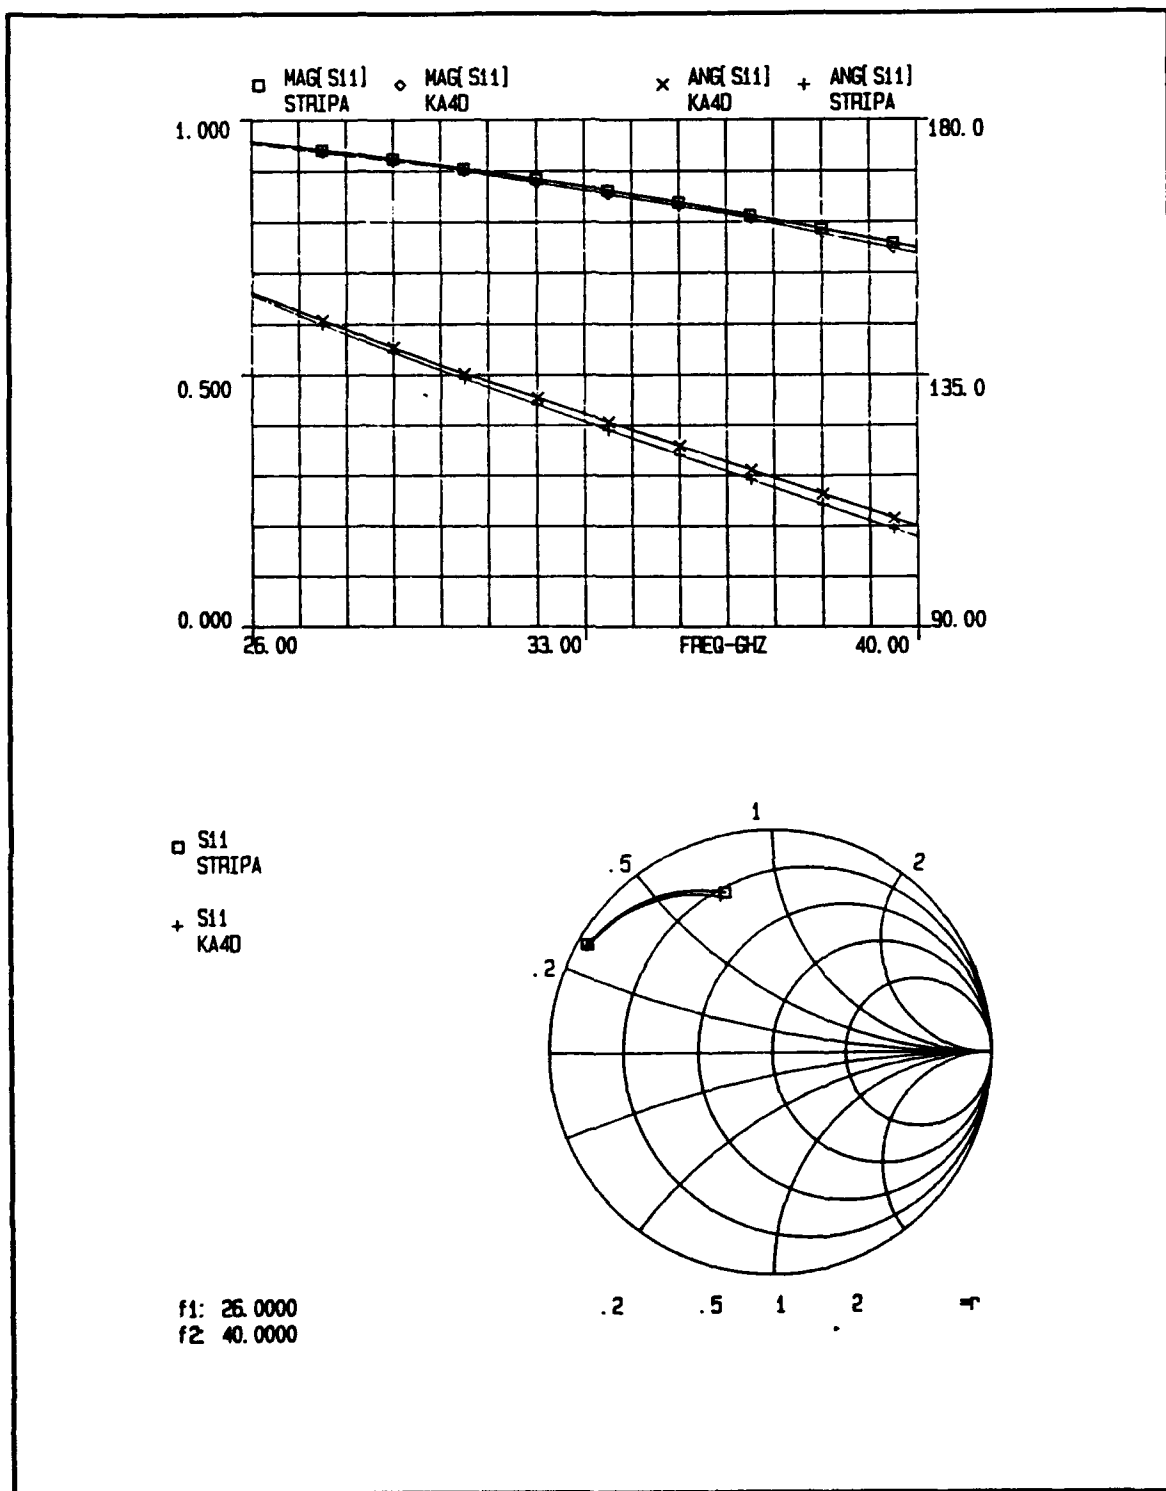 MAG[S11] MAG[S11] ANG[S11] ANG[S11]
STRIPA KA4D KA4D STRIPA
1.000 180.0
0.500 135.0
0.000 90.00
26.00 33.00 FREQ-GHZ 40.00
S11
STRIPA
S11
KA4D
1
.5 2
.2
f1: 26.0000 .2 .5 1 2 =r
f2: 40.0000